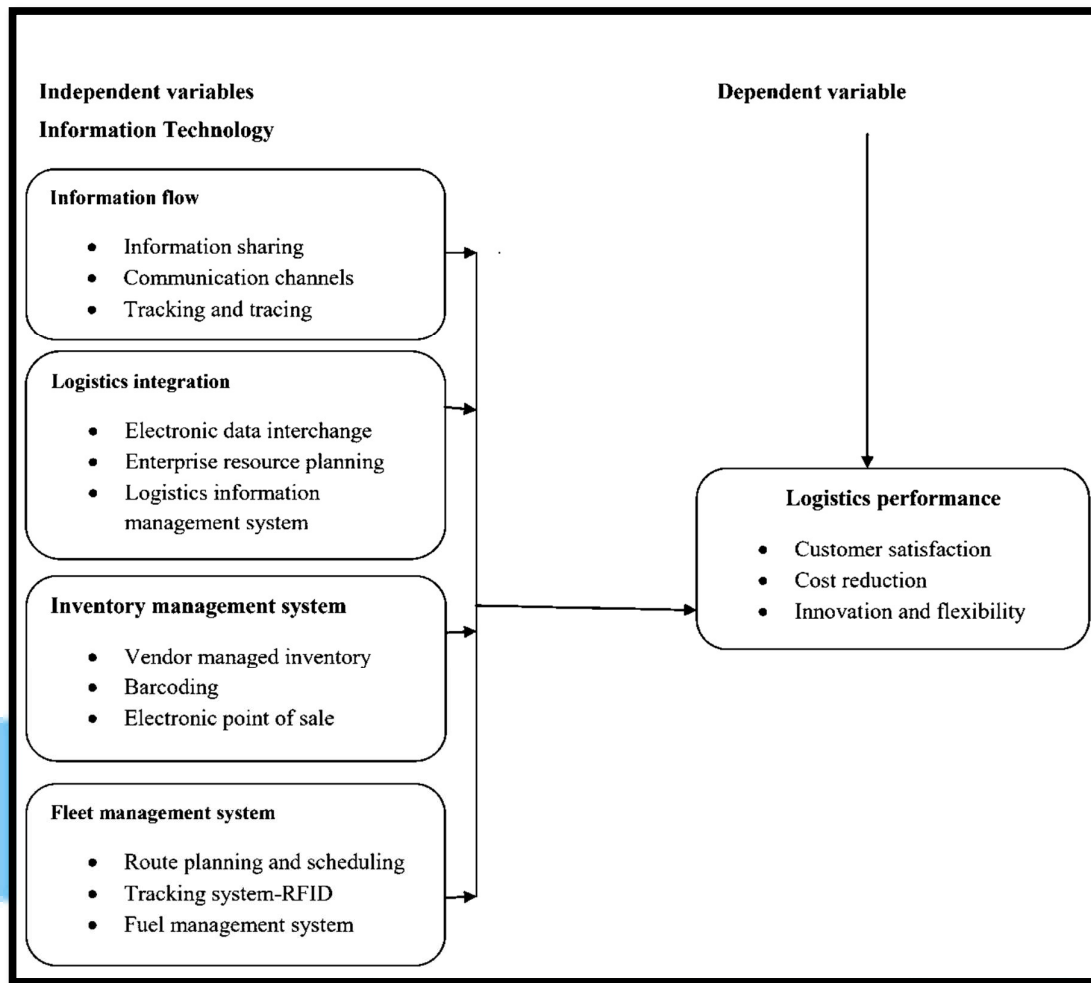 Independent variables
Information Technology
Information flow
• Information sharing
• Communication channels
• Tracking and tracing
Logistics integration
• Electronic data interchange
• Enterprise resource planning
• Logistics information
management system
Inventory management system
• Vendor managed inventory
• Barcoding
• Electronic point of sale
Fleet management system
• Route planning and scheduling
• Tracking system-RFID
• Fuel management system
Dependent variable
Logistics performance
• Customer satisfaction
• Cost reduction
• Innovation and flexibility